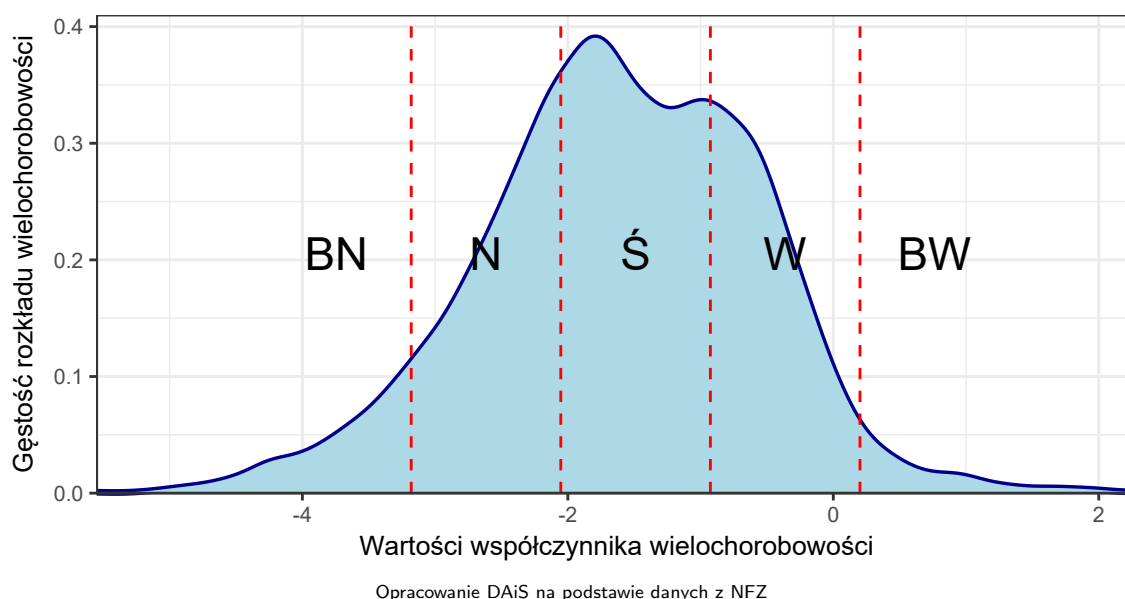 Gęstość rozkładu wielochorobowości
0.4
0.3
0.2
0.1
0.0
BN
N
Ś
W
BW
-4
-2
0
2
Wartości współczynnika wielochorobowości
Opracowanie DAiS na podstawie danych z NFZ